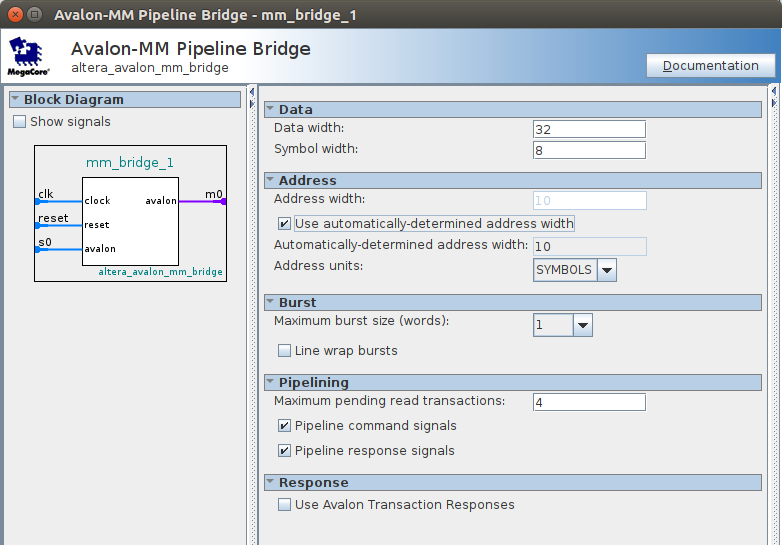 Avalon-MM Pipeline Bridge - mm_bridge_1
Avalon-MM Pipeline Bridge
altera_avalon_mm_bridge
MegaCore®
Documentation
Block Diagram
Show signals
mm_bridge_1
clk
clock
avalon
m0
reset
reset
s0
avalon
altera_avalon_mm_bridge
Data
Data width: 32
Symbol width: 8
Address
Address width: 10
Use automatically-determined address width
Automatically-determined address width: 10
Address units: SYMBOLS
Burst
Maximum burst size (words): 1
Line wrap bursts
Pipelining
Maximum pending read transactions: 4
Pipeline command signals
Pipeline response signals
Response
Use Avalon Transaction Responses